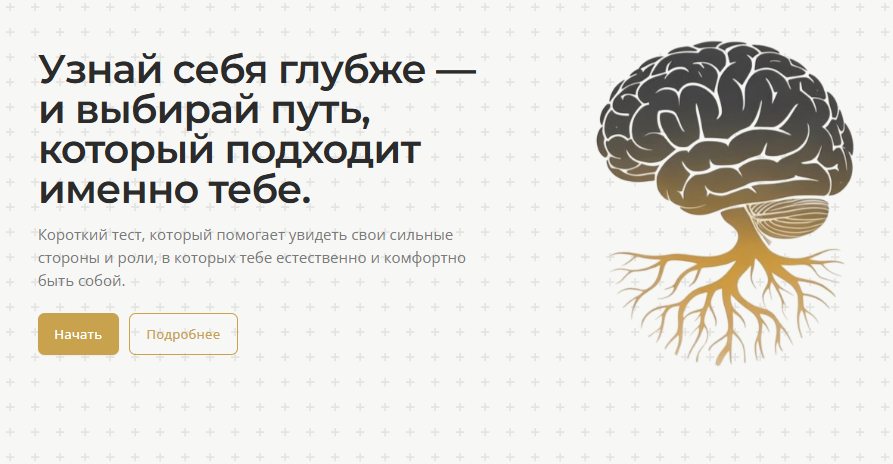 Узнай себя глубже —
и выбирай путь,
который подходит
именно тебе.
Короткий тест, который помогает увидеть свои сильные
стороны и роли, в которых тебе естественно и комфортно
быть собой.
Начать
Подробнее